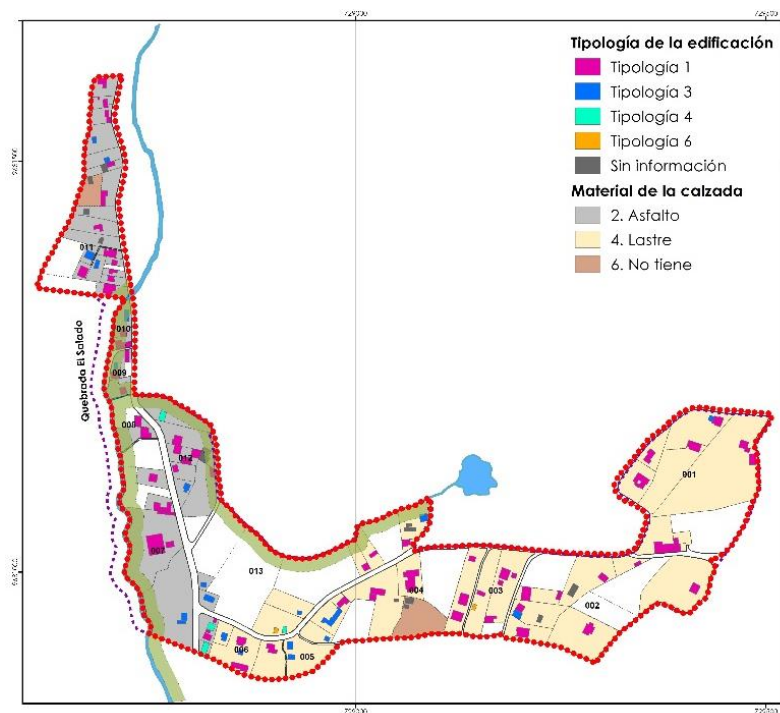 729000
Tipología de la edificación
Tipología 1
Tipología 3
Tipología 4
Tipología 6
Sin información
Material de la calzada
2. Asfalto
4. Lastre
6. No tiene
011
Quebrada El Salado
010
009
008
012
001
007
013
004
003
002
006
005
729000